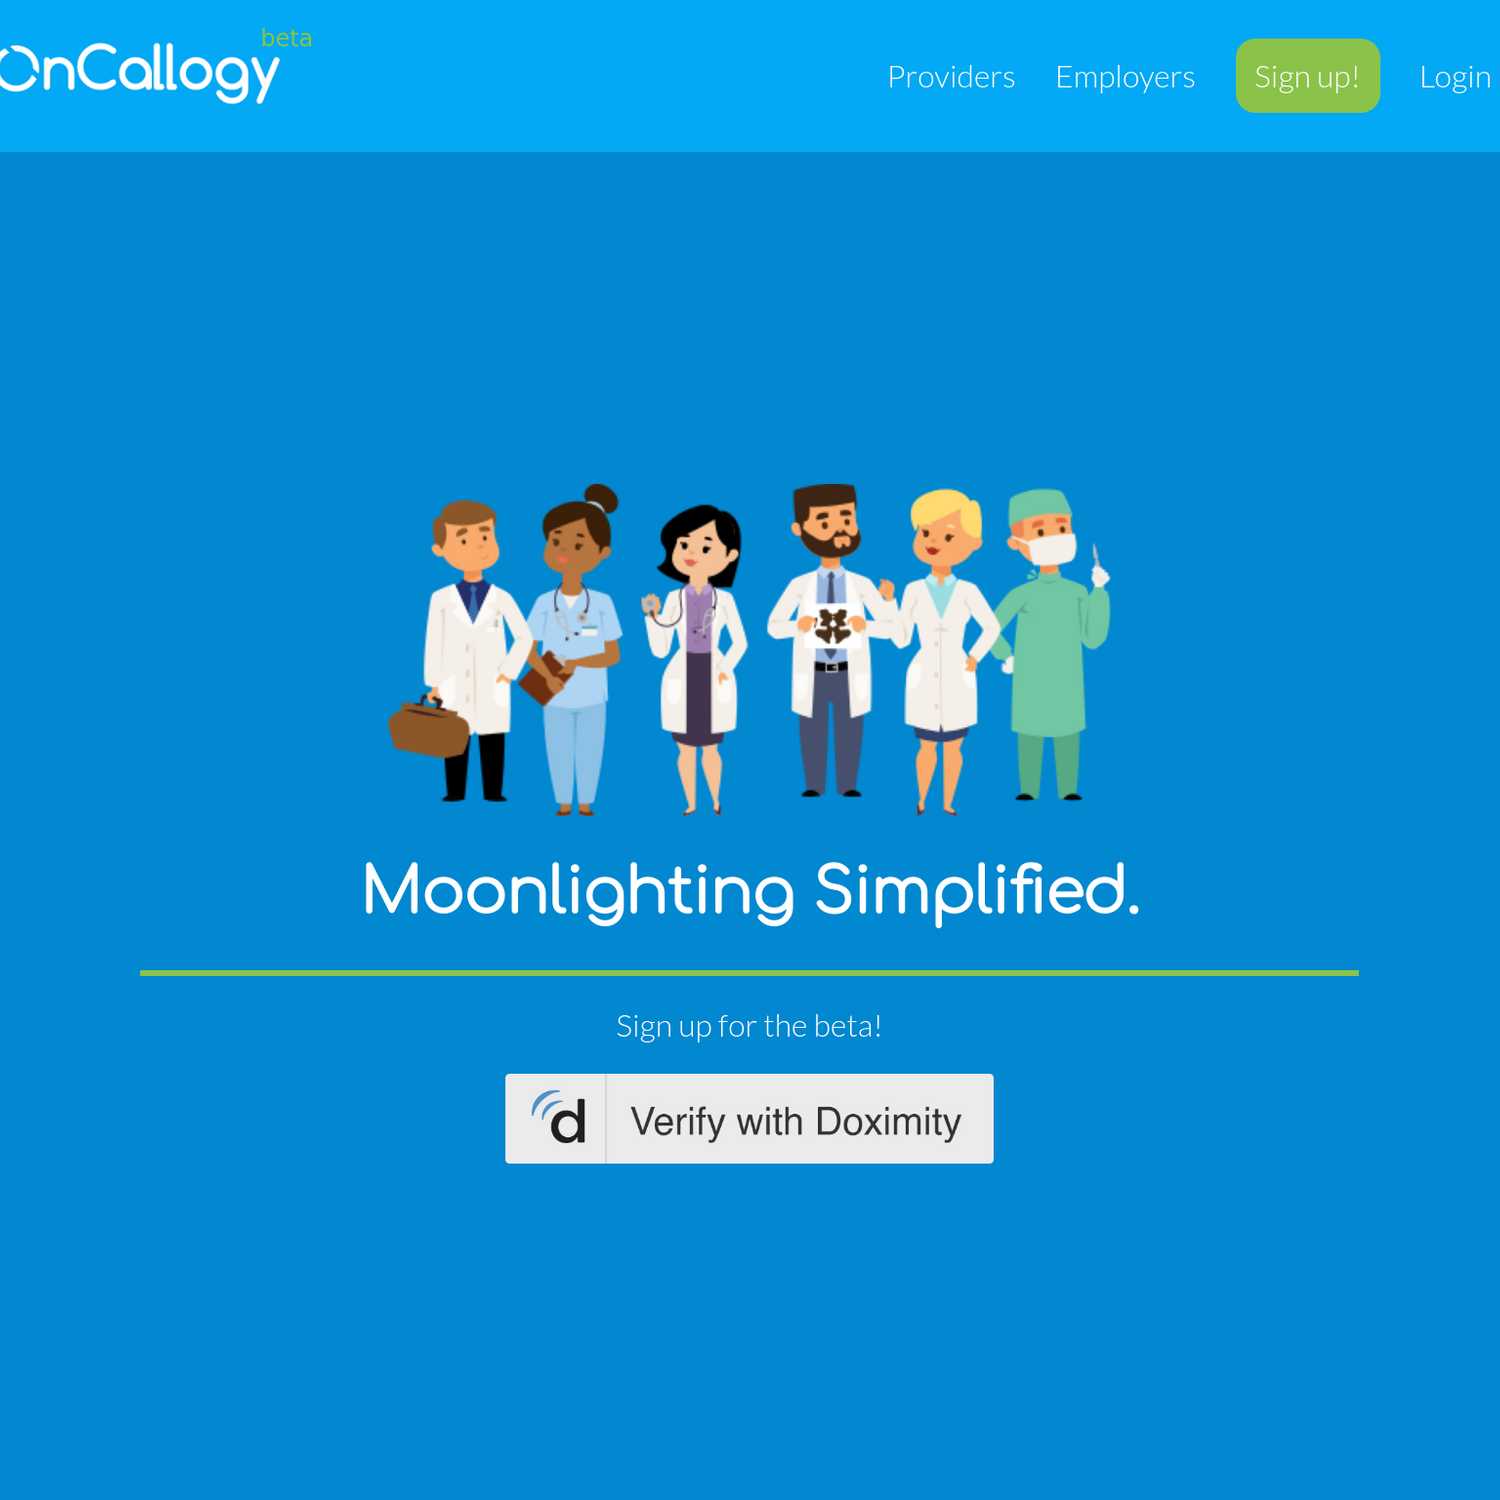 OnCallogy beta
Providers Employers Sign up! Login
Moonlighting Simplified.
Sign up for the beta!
d Verify with Doximity